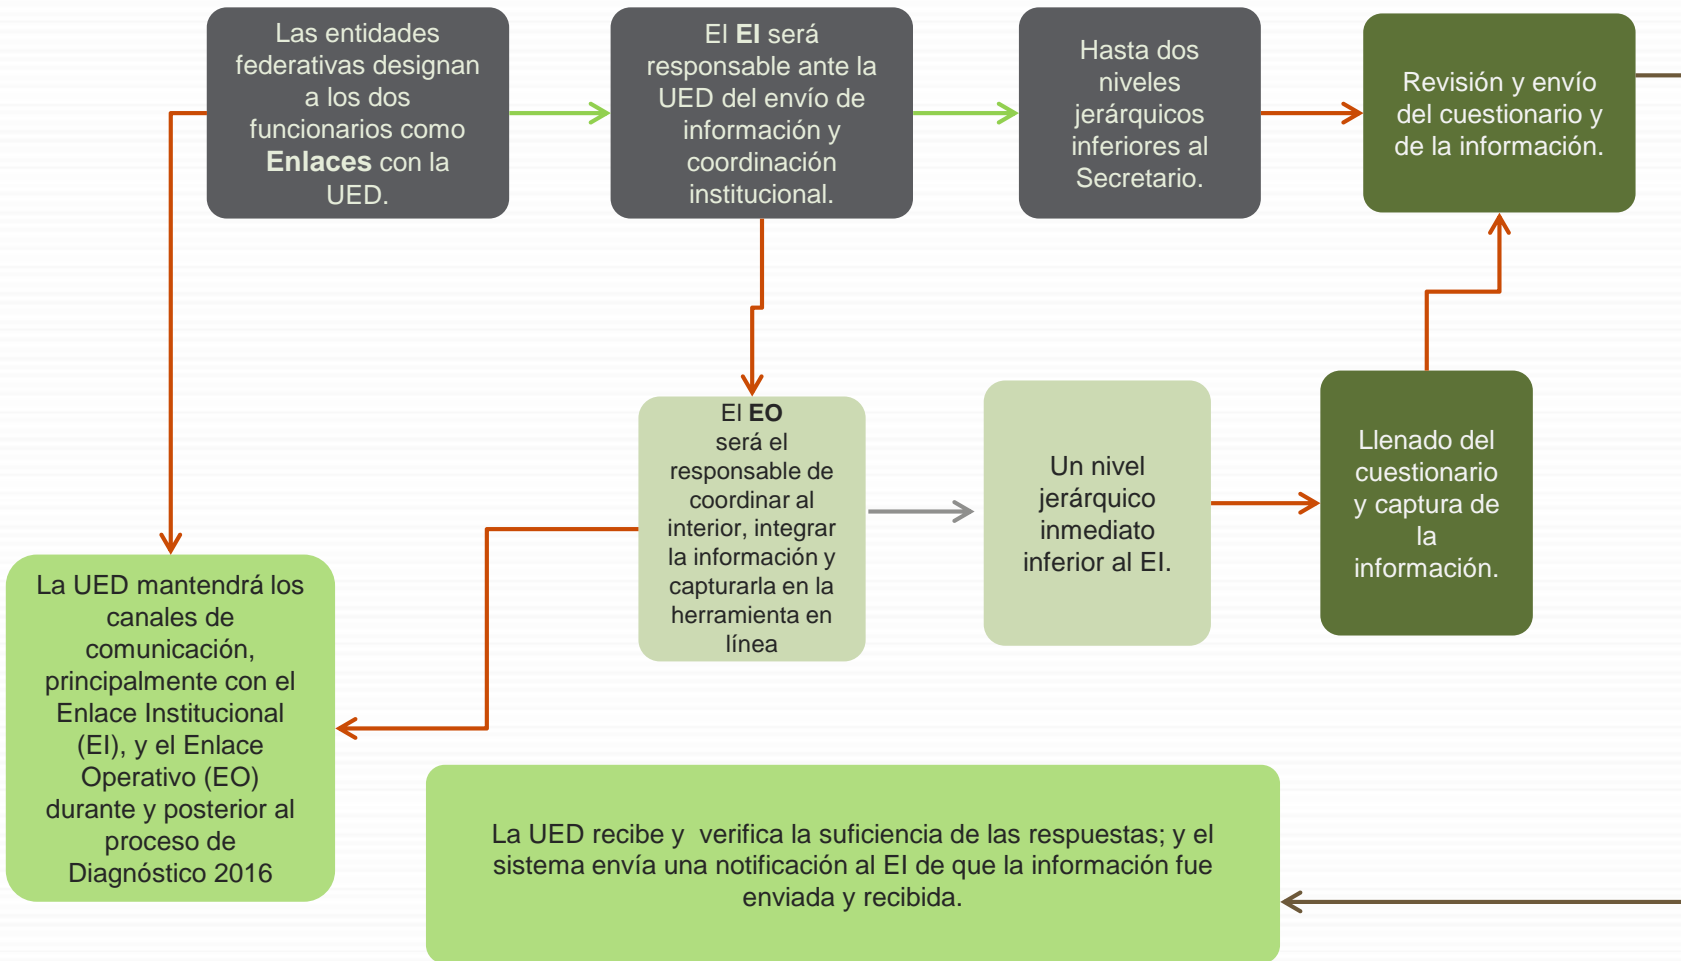 Las entidades
federativas designan
a los dos
funcionarios como
Enlaces con la
UED.
El EI será
responsable ante la
UED del envío de
información y
coordinación
institucional.
Hasta dos
niveles
jerárquicos
inferiores al
Secretario.
Revisión y envío
del cuestionario y
de la información.
El EO
será el
responsable de
coordinar al
interior, integrar
la información y
capturarla en la
herramienta en
línea
Un nivel
jerárquico
inmediato
inferior al EI.
Llenado del
cuestionario
y captura de
la
información.
La UED mantendrá los
canales de
comunicación,
principalmente con el
Enlace Institucional
(EI), y el Enlace
Operativo (EO)
durante y posterior al
proceso de
Diagnóstico 2016
La UED recibe y  verifica la suficiencia de las respuestas; y el
sistema envía una notificación al EI de que la información fue
enviada y recibida.